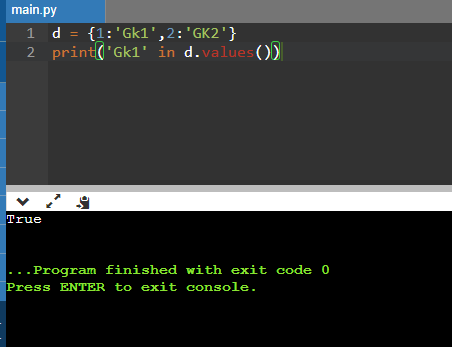 main.py
1 d = {1:'Gk1',2:'GK2'}
2 print('Gk1' in d.values())
True
...Program finished with exit code 0
Press ENTER to exit console.